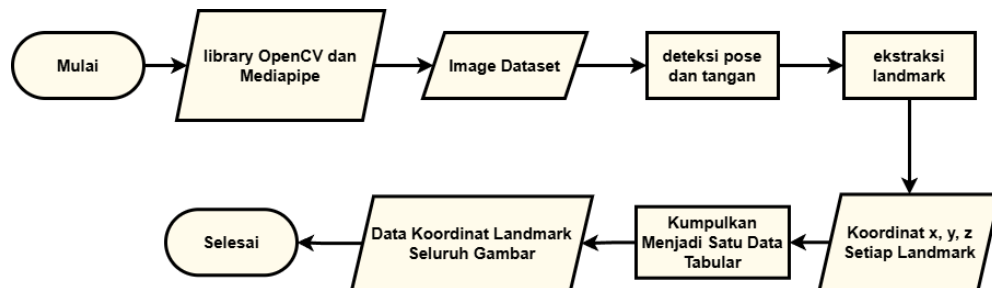 Mulai
library OpenCV dan
Mediapipe
Image Dataset
deteksi pose
dan tangan
ekstraksi
landmark
Koordinat x, y, z
Setiap Landmark
Kumpulkan
Menjadi Satu Data
Tabular
Data Koordinat Landmark
Seluruh Gambar
Selesai